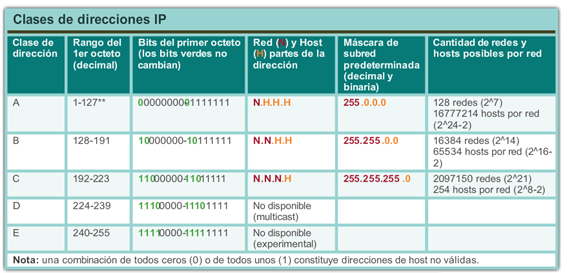 Clases de direcciones IP
Clase de dirección
Rango del 1er octeto (decimal)
Bits del primer octeto (los bits verdes no cambian)
Red (N) y Host (H) partes de la dirección
Máscara de subred predeterminada (decimal y binaria)
Cantidad de redes y hosts posibles por red
A
1-127**
00000000-01111111
N.H.H.H
255.0.0.0
128 redes (2^7)
16777214 hosts por red (2^24-2)
B
128-191
10000000-10111111
N.N.H.H
255.255.0.0
16384 redes (2^14)
65534 hosts por red (2^16-2)
C
192-223
11000000-11011111
N.N.N.H
255.255.255.0
2097150 redes (2^21)
254 hosts por red (2^8-2)
D
224-239
11100000-11101111
No disponible (multicast)
E
240-255
11110000-11111111
No disponible (experimental)
Nota: una combinación de todos ceros (0) o de todos unos (1) constituye direcciones de host no válidas.